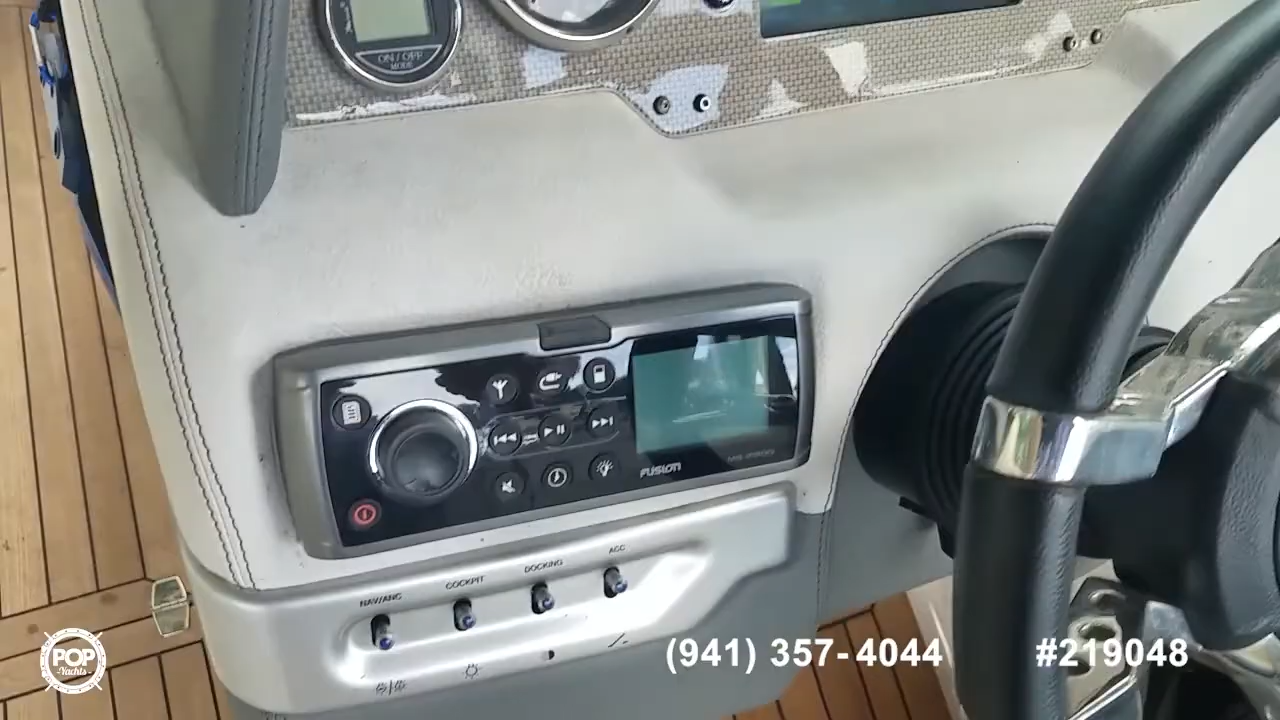 ON / OFF
MODE
FUSION
NAV/ANC
COCKPIT
DOCKING
ACC
POP
Yachts
(941) 357-4044
#219048